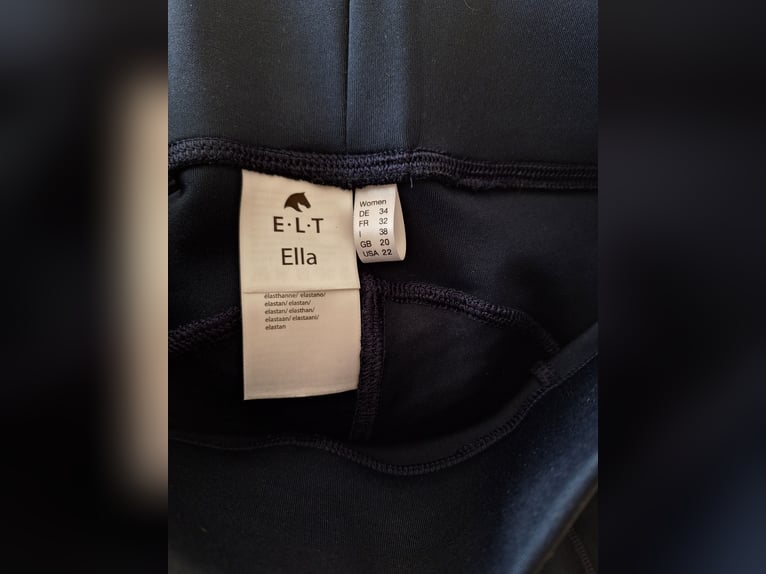 E·L·T
Ella
élasthanne/ elastano/
elastan/ elastan/
elastan/ elasthan/
elastaan/ elastaani/
elastan
Women
DE 34
FR 32
I 38
GB 20
USA 22